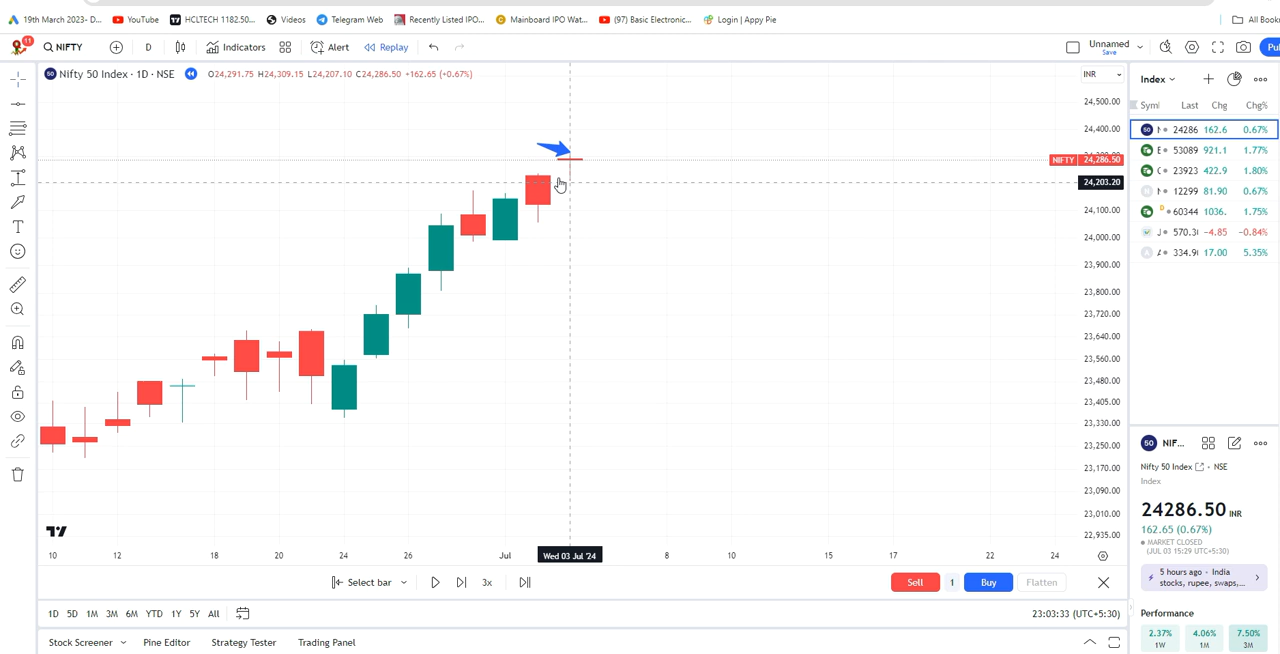 19th March 2023- D... YouTube HCLTECH 1182.50... Videos Telegram Web Recently Listed IPO... Mainboard IPO Wat... (97) Basic Electronic... Login | Appy Pie All Book
11 NIFTY D Indicators Alert Replay Unnamed Save Pu
50 Nifty 50 Index · 1D · NSE O24,291.75 H24,309.15 L24,207.10 C24,286.50 +162.65 (+0.67%) INR
24,500.00
24,400.00
NIFTY 24,286.50
24,203.20
24,100.00
24,000.00
23,900.00
23,800.00
23,720.00
23,640.00
23,560.00
23,480.00
23,405.00
23,330.00
23,250.00
23,170.00
23,090.00
23,010.00
22,935.00
10 12 18 20 24 26 Jul Wed 03 Jul '24 8 10 15 17 22 24
Select bar 3x Sell 1 Buy Flatten
1D 5D 1M 3M 6M YTD 1Y 5Y All 23:03:33 (UTC+5:30)
Stock Screener Pine Editor Strategy Tester Trading Panel
Index
Syml Last Chg Chg%
50 24286 162.6 0.67%
53089 921.1 1.77%
23923 422.9 1.80%
12299 81.90 0.67%
D 60344 1036. 1.75%
J 570.3 −4.85 −0.84%
A 334.9 17.00 5.35%
50 NIF...
Nifty 50 Index · NSE
Index
24286.50 INR
162.65 (0.67%)
MARKET CLOSED
(JUL 03 15:29 UTC+5:30)
5 hours ago · India
stocks, rupee, swaps,...
Performance
2.37% 4.06% 7.50%
1W 1M 3M